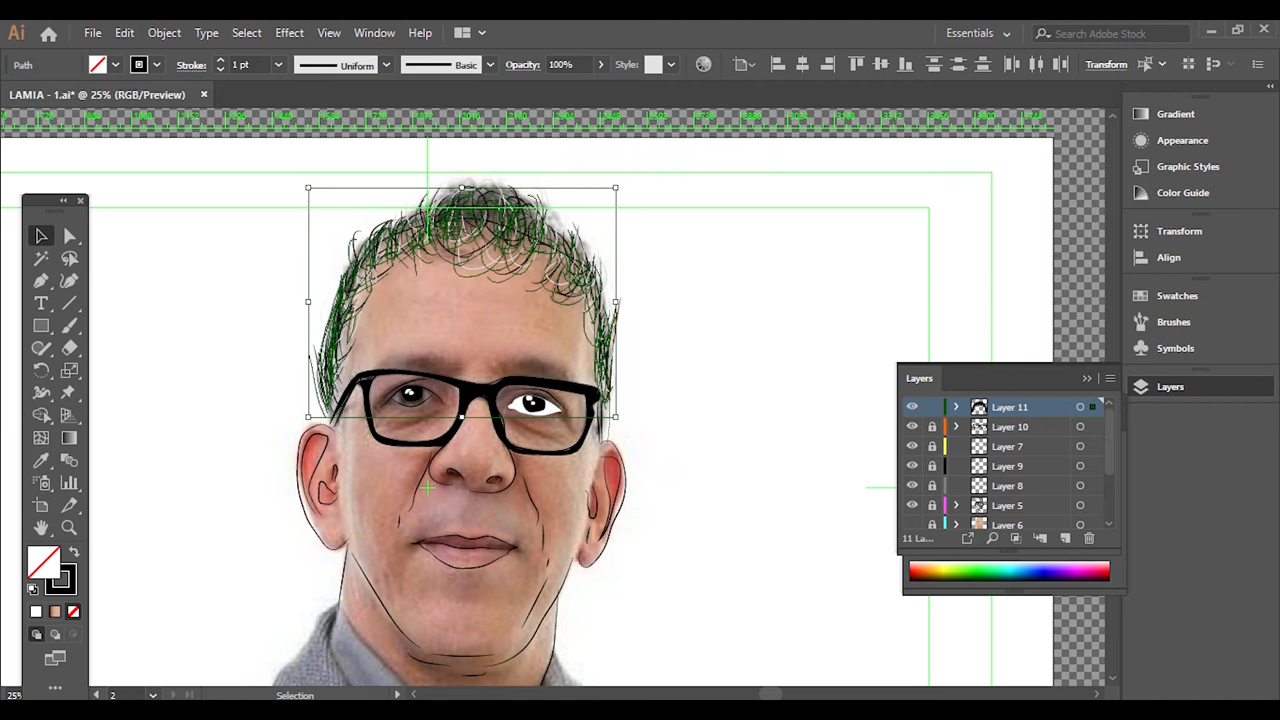 Ai File Edit Object Type Select Effect View Window Help Essentials Search Adobe Stock
Path Stroke: 1 pt Uniform Basic Opacity: 100% Style: Transform
LAMIA - 1.ai* @ 25% (RGB/Preview)
Gradient
Appearance
Graphic Styles
Color Guide
Transform
Align
Swatches
Brushes
Symbols
Layers
Layers
Layer 11
Layer 10
Layer 7
Layer 9
Layer 8
Layer 5
Layer 6
11 La...
25% 2 Selection